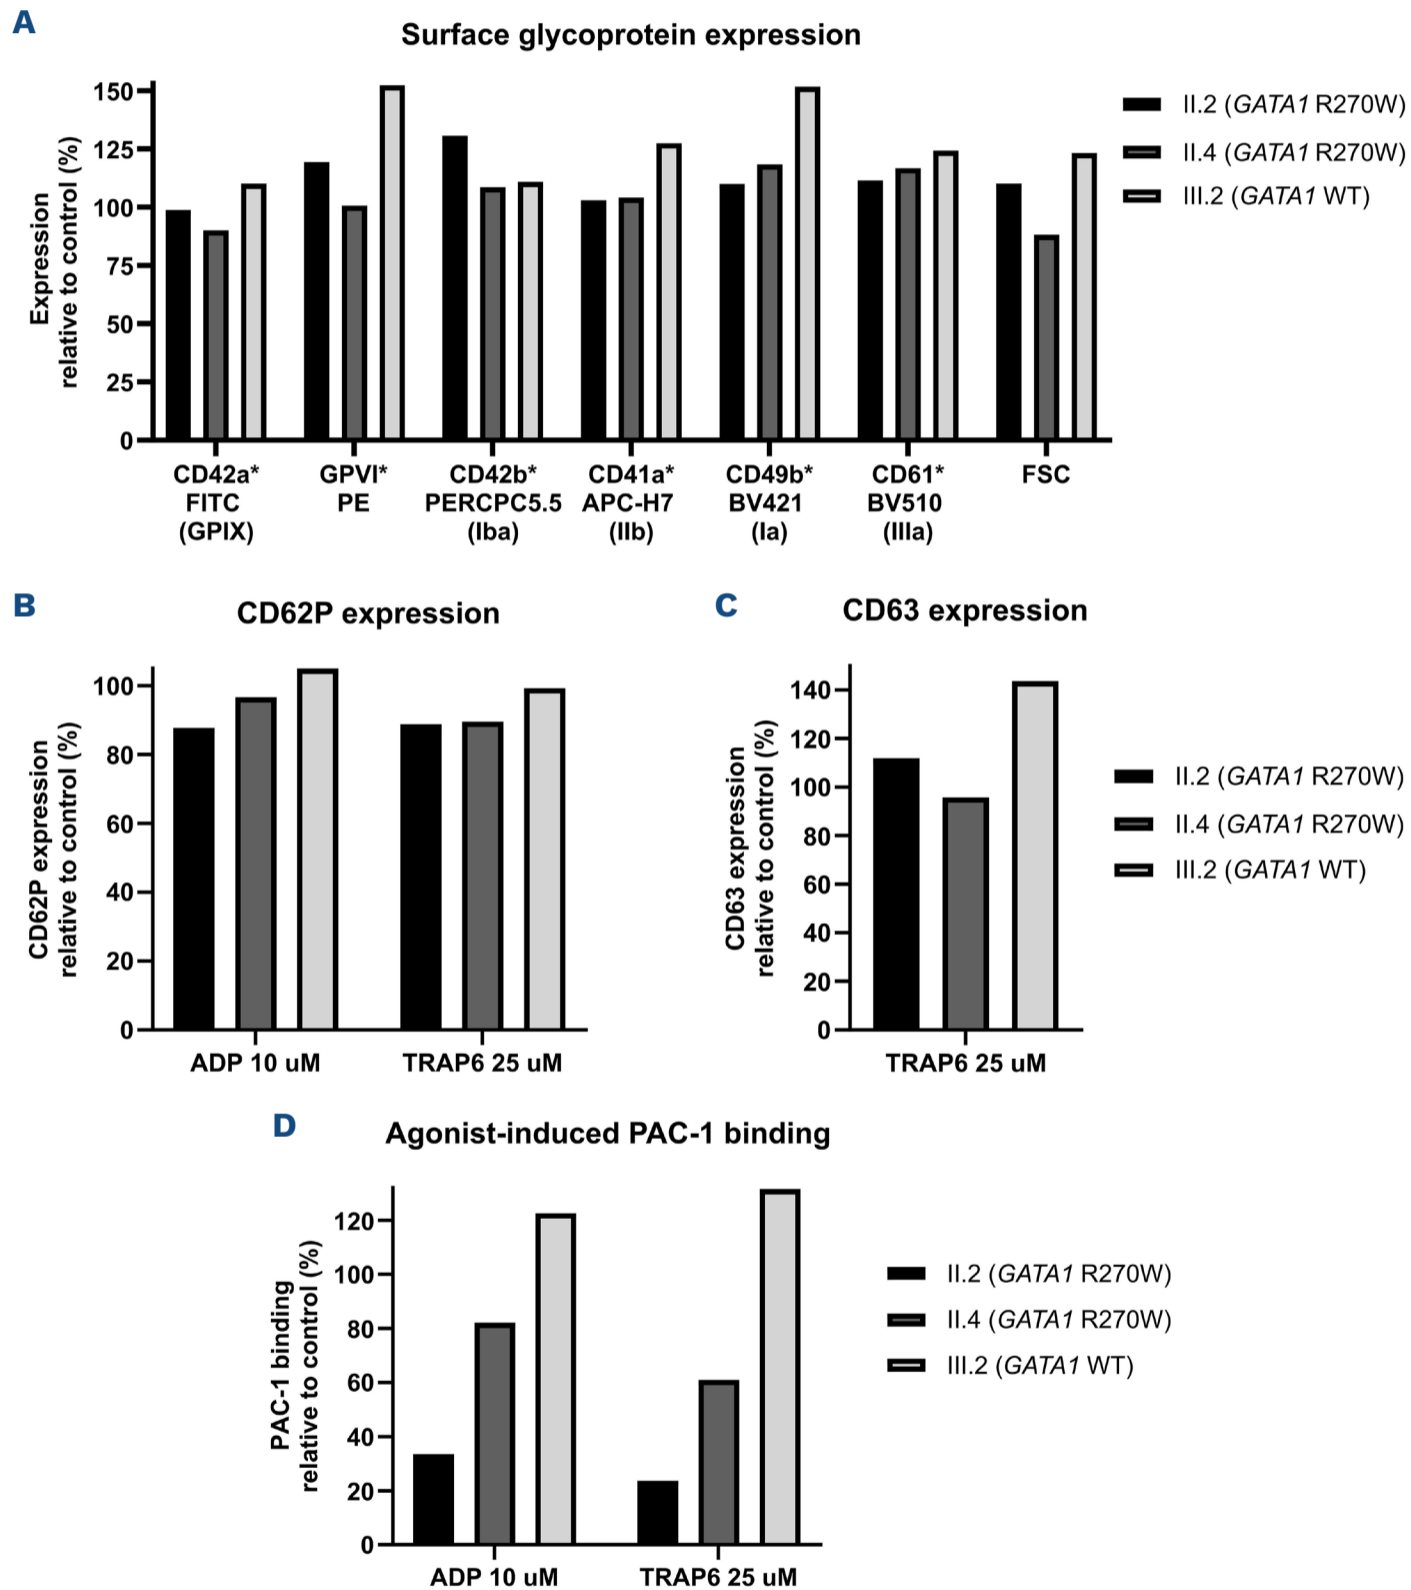 A
Surface glycoprotein expression
Expression
relative to control (%)
150
125
100
75
50
25
0
CD42a*
FITC
(GPIX)
GPVI*
PE
CD42b*
PERCPC5.5
(Iba)
CD41a*
APC-H7
(IIb)
CD49b*
BV421
(Ia)
CD61*
BV510
(IIIa)
FSC
II.2 (GATA1 R270W)
II.4 (GATA1 R270W)
III.2 (GATA1 WT)
B
CD62P expression
CD62P expression
relative to control (%)
100
80
60
40
20
0
ADP 10 uM
TRAP6 25 uM
C
CD63 expression
CD63 expression
relative to control (%)
140
120
100
80
60
40
20
0
TRAP6 25 uM
II.2 (GATA1 R270W)
II.4 (GATA1 R270W)
III.2 (GATA1 WT)
D
Agonist-induced PAC-1 binding
PAC-1 binding
relative to control (%)
120
100
80
60
40
20
0
ADP 10 uM
TRAP6 25 uM
II.2 (GATA1 R270W)
II.4 (GATA1 R270W)
III.2 (GATA1 WT)